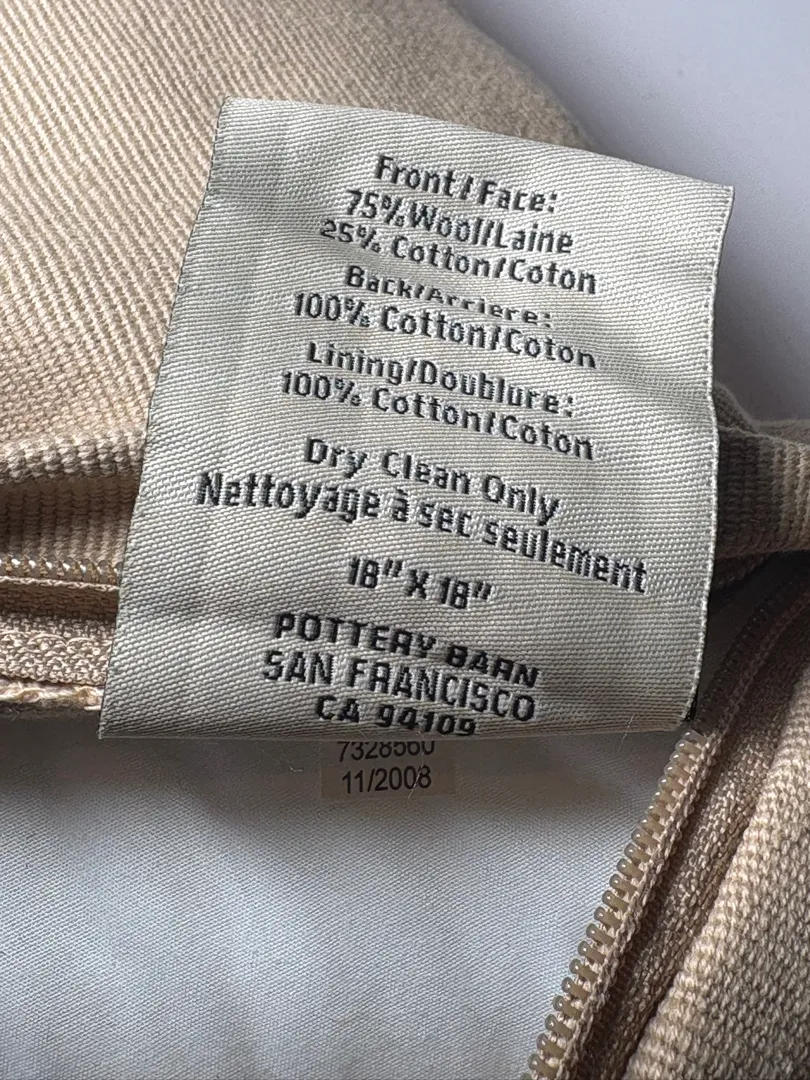 Front/Face:
75% Wool/Laine
25% Cotton/Coton
Back/Arriere:
100% Cotton/Coton
Lining/Doublure:
100% Cotton/Coton
Dry Clean Only
Nettoyage à sec seulement
18" X 18"
POTTERY BARN
SAN FRANCISCO
CA 94109
7328560
11/2008